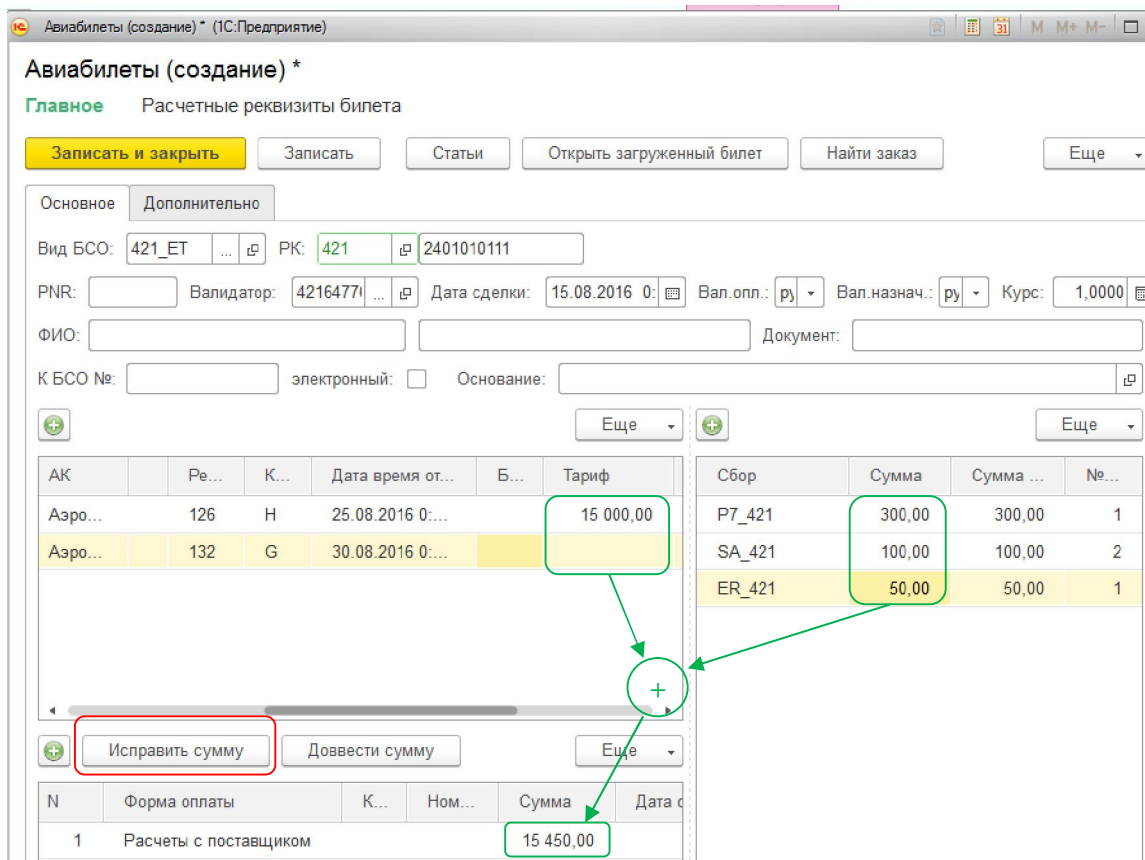 Авиабилеты (создание) * (1С:Предприятие)
31 M M+ M-
Авиабилеты (создание) *
Главное Расчетные реквизиты билета
Записать и закрыть Записать Статьи Открыть загруженный билет Найти заказ Еще
Основное Дополнительно
Вид БСО: 421_ET ... РК: 421 2401010111
PNR: Валидатор: 4216477 ... Дата сделки: 15.08.2016 0: Вал.опл.: ру Вал.назнач.: ру Курс: 1,0000
ФИО: Документ:
К БСО №: электронный: Основание:
Еще Еще
АК Ре... К... Дата время от... Б... Тариф Сбор Сумма Сумма ... №...
Аэро... 126 H 25.08.2016 0:... 15 000,00 P7_421 300,00 300,00 1
Аэро... 132 G 30.08.2016 0:... SA_421 100,00 100,00 2
ER_421 50,00 50,00 1
+
Исправить сумму Доввести сумму Еще
N Форма оплаты К... Ном... Сумма Дата
1 Расчеты с поставщиком 15 450,00